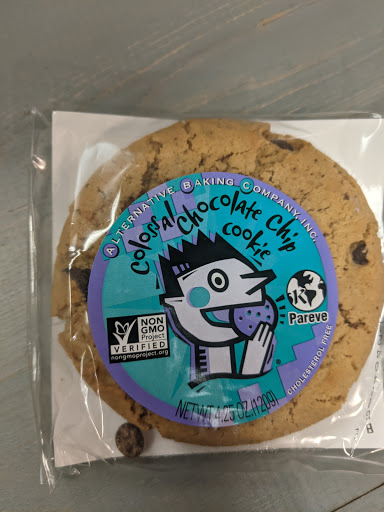 ALTERNATIVE BAKING COMPANY, INC.
Colossal
Chocolate Chip
cookie
NON
GMO
Project
VERIFIED
nongmoproject.org
K
Pareve
CHOLESTEROL FREE
NET WT 4.25 OZ (120g)